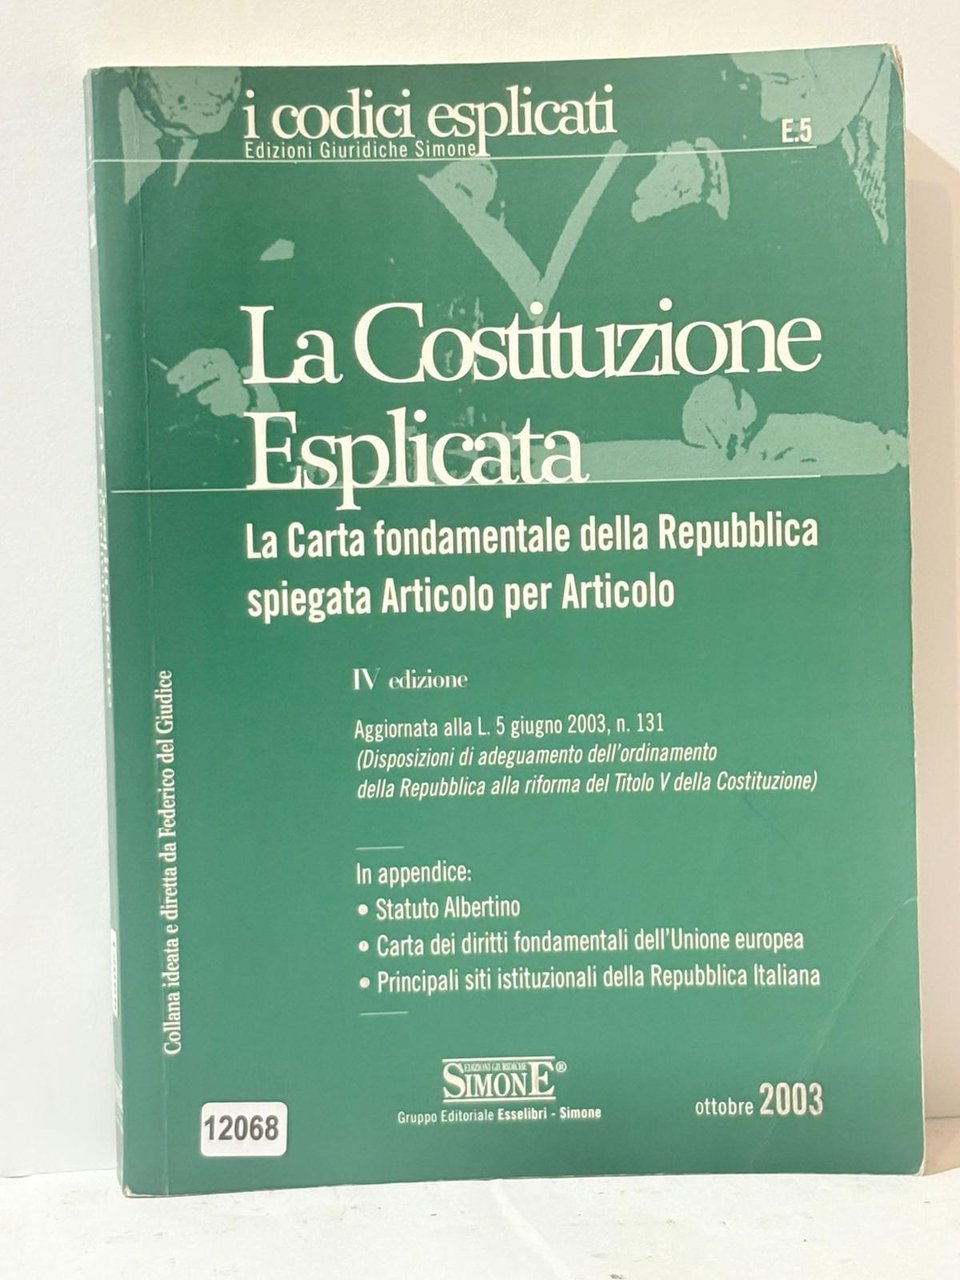 i codici esplicati
Edizioni Giuridiche Simone
E.5
La Costituzione
Esplicata
La Carta fondamentale della Repubblica
spiegata Articolo per Articolo
IV edizione
Aggiornata alla L. 5 giugno 2003, n. 131
(Disposizioni di adeguamento dell'ordinamento
della Repubblica alla riforma del Titolo V della Costituzione)
In appendice:
• Statuto Albertino
• Carta dei diritti fondamentali dell'Unione europea
• Principali siti istituzionali della Repubblica Italiana
Collana ideata e diretta da Federico del Giudice
EDIZIONI GIURIDICHE
SIMONE®
Gruppo Editoriale Esselibri - Simone
ottobre 2003
12068